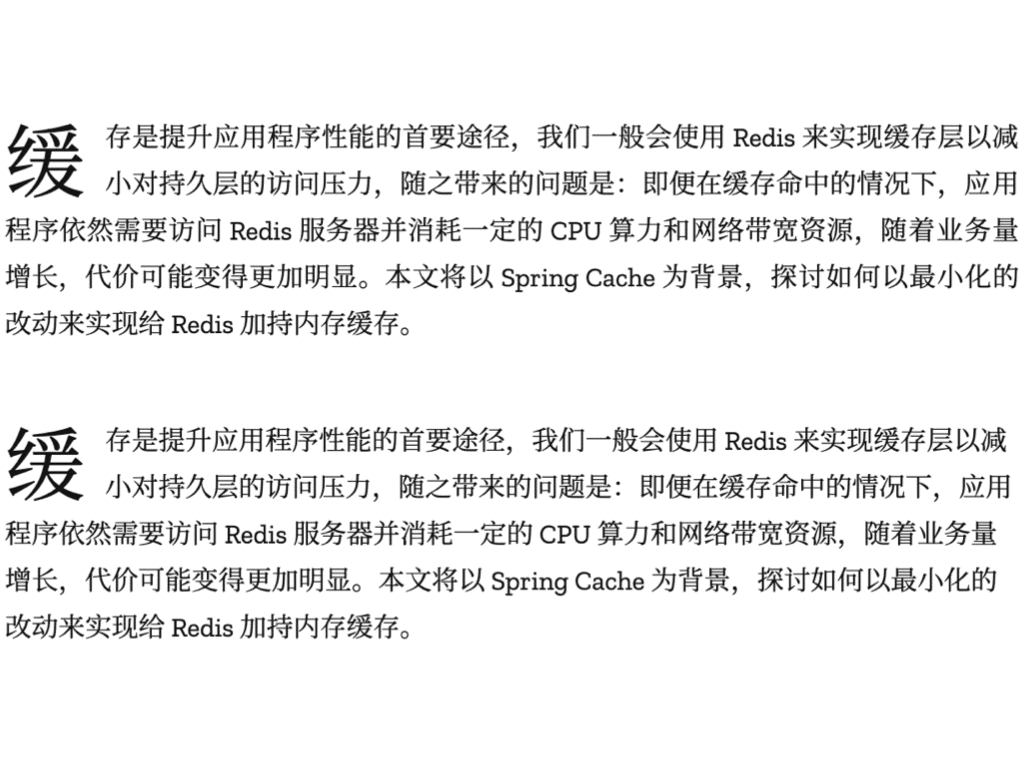 缓存是提升应用程序性能的首要途径，我们一般会使用 Redis 来实现缓存层以减
小对持久层的访问压力，随之带来的问题是：即便在缓存命中的情况下，应用
程序依然需要访问 Redis 服务器并消耗一定的 CPU 算力和网络带宽资源，随着业务量
增长，代价可能变得更加明显。本文将以 Spring Cache 为背景，探讨如何以最小化的
改动来实现给 Redis 加持内存缓存。
缓存是提升应用程序性能的首要途径，我们一般会使用 Redis 来实现缓存层以减
小对持久层的访问压力，随之带来的问题是：即便在缓存命中的情况下，应用
程序依然需要访问 Redis 服务器并消耗一定的 CPU 算力和网络带宽资源，随着业务量
增长，代价可能变得更加明显。本文将以 Spring Cache 为背景，探讨如何以最小化的
改动来实现给 Redis 加持内存缓存。